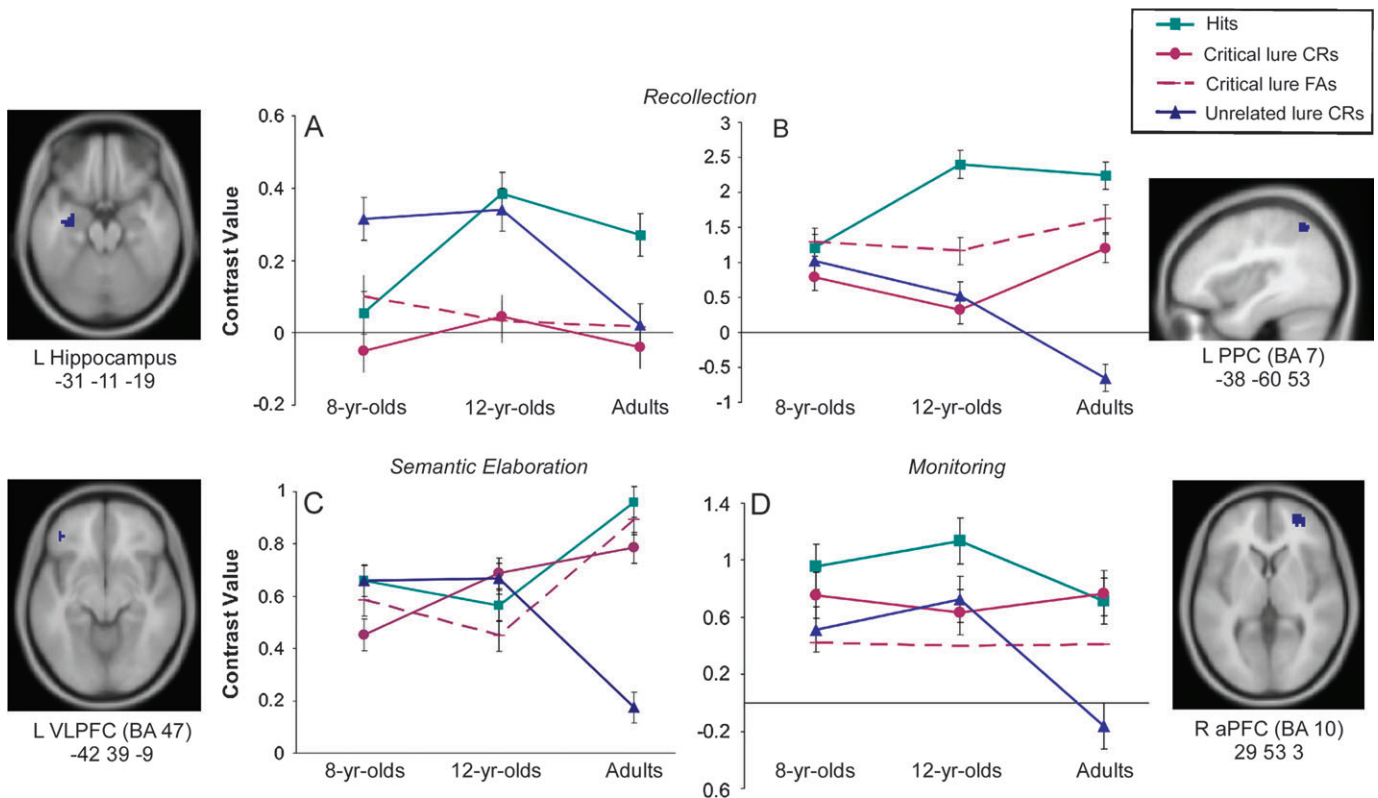 Hits
Critical lure CRs
Critical lure FAs
Unrelated lure CRs
Recollection
A
0.6
0.4
0.2
0
-0.2
Contrast Value
8-yr-olds
12-yr-olds
Adults
L Hippocampus
-31 -11 -19
B
3
2.5
2
1.5
1
0.5
0
-0.5
-1
8-yr-olds
12-yr-olds
Adults
L PPC (BA 7)
-38 -60 53
Semantic Elaboration
C
1
0.8
0.6
0.4
0.2
0
Contrast Value
8-yr-olds
12-yr-olds
Adults
L VLPFC (BA 47)
-42 39 -9
Monitoring
D
1.4
1
0.6
0.2
-0.2
0.6
8-yr-olds
12-yr-olds
Adults
R aPFC (BA 10)
29 53 3